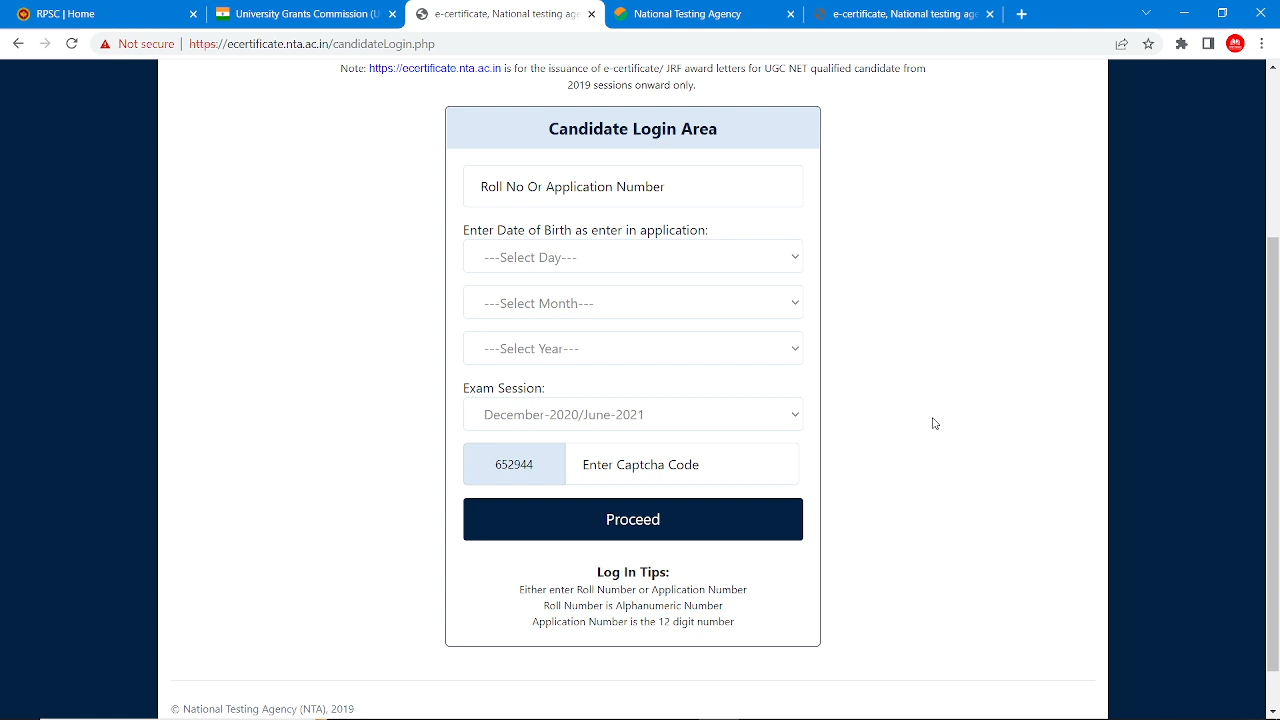 RPSC | Home
University Grants Commission (U
e-certificate, National testing age
National Testing Agency
e-certificate, National testing age
Not secure
https://ecertificate.nta.ac.in/candidateLogin.php
Note: https://ecertificate.nta.ac.in is for the issuance of e-certificate/ JRF award letters for UGC NET qualified candidate from
2019 sessions onward only.
Candidate Login Area
Roll No Or Application Number
Enter Date of Birth as enter in application:
---Select Day---
---Select Month---
---Select Year---
Exam Session:
December-2020/June-2021
652944
Enter Captcha Code
Proceed
Log In Tips:
Either enter Roll Number or Application Number
Roll Number is Alphanumeric Number
Application Number is the 12 digit number
© National Testing Agency (NTA), 2019